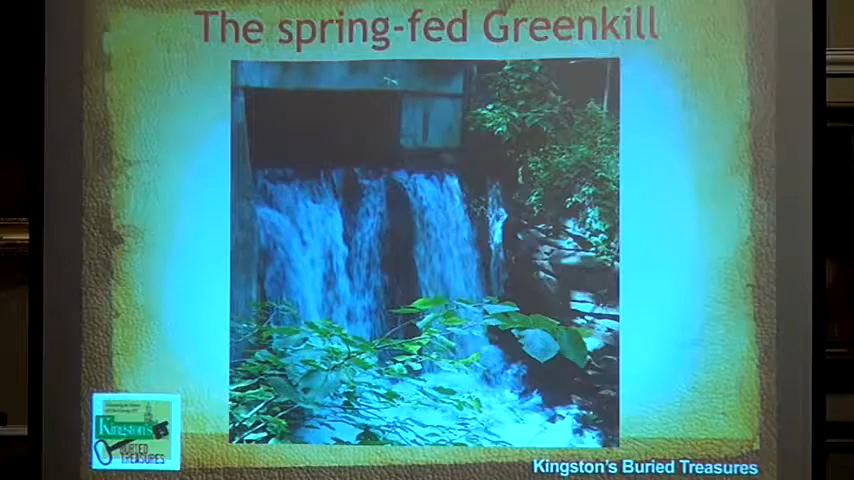 The spring-fed Greenkill
Kingston's
BURIED
TREASURES
Kingston's Buried Treasures